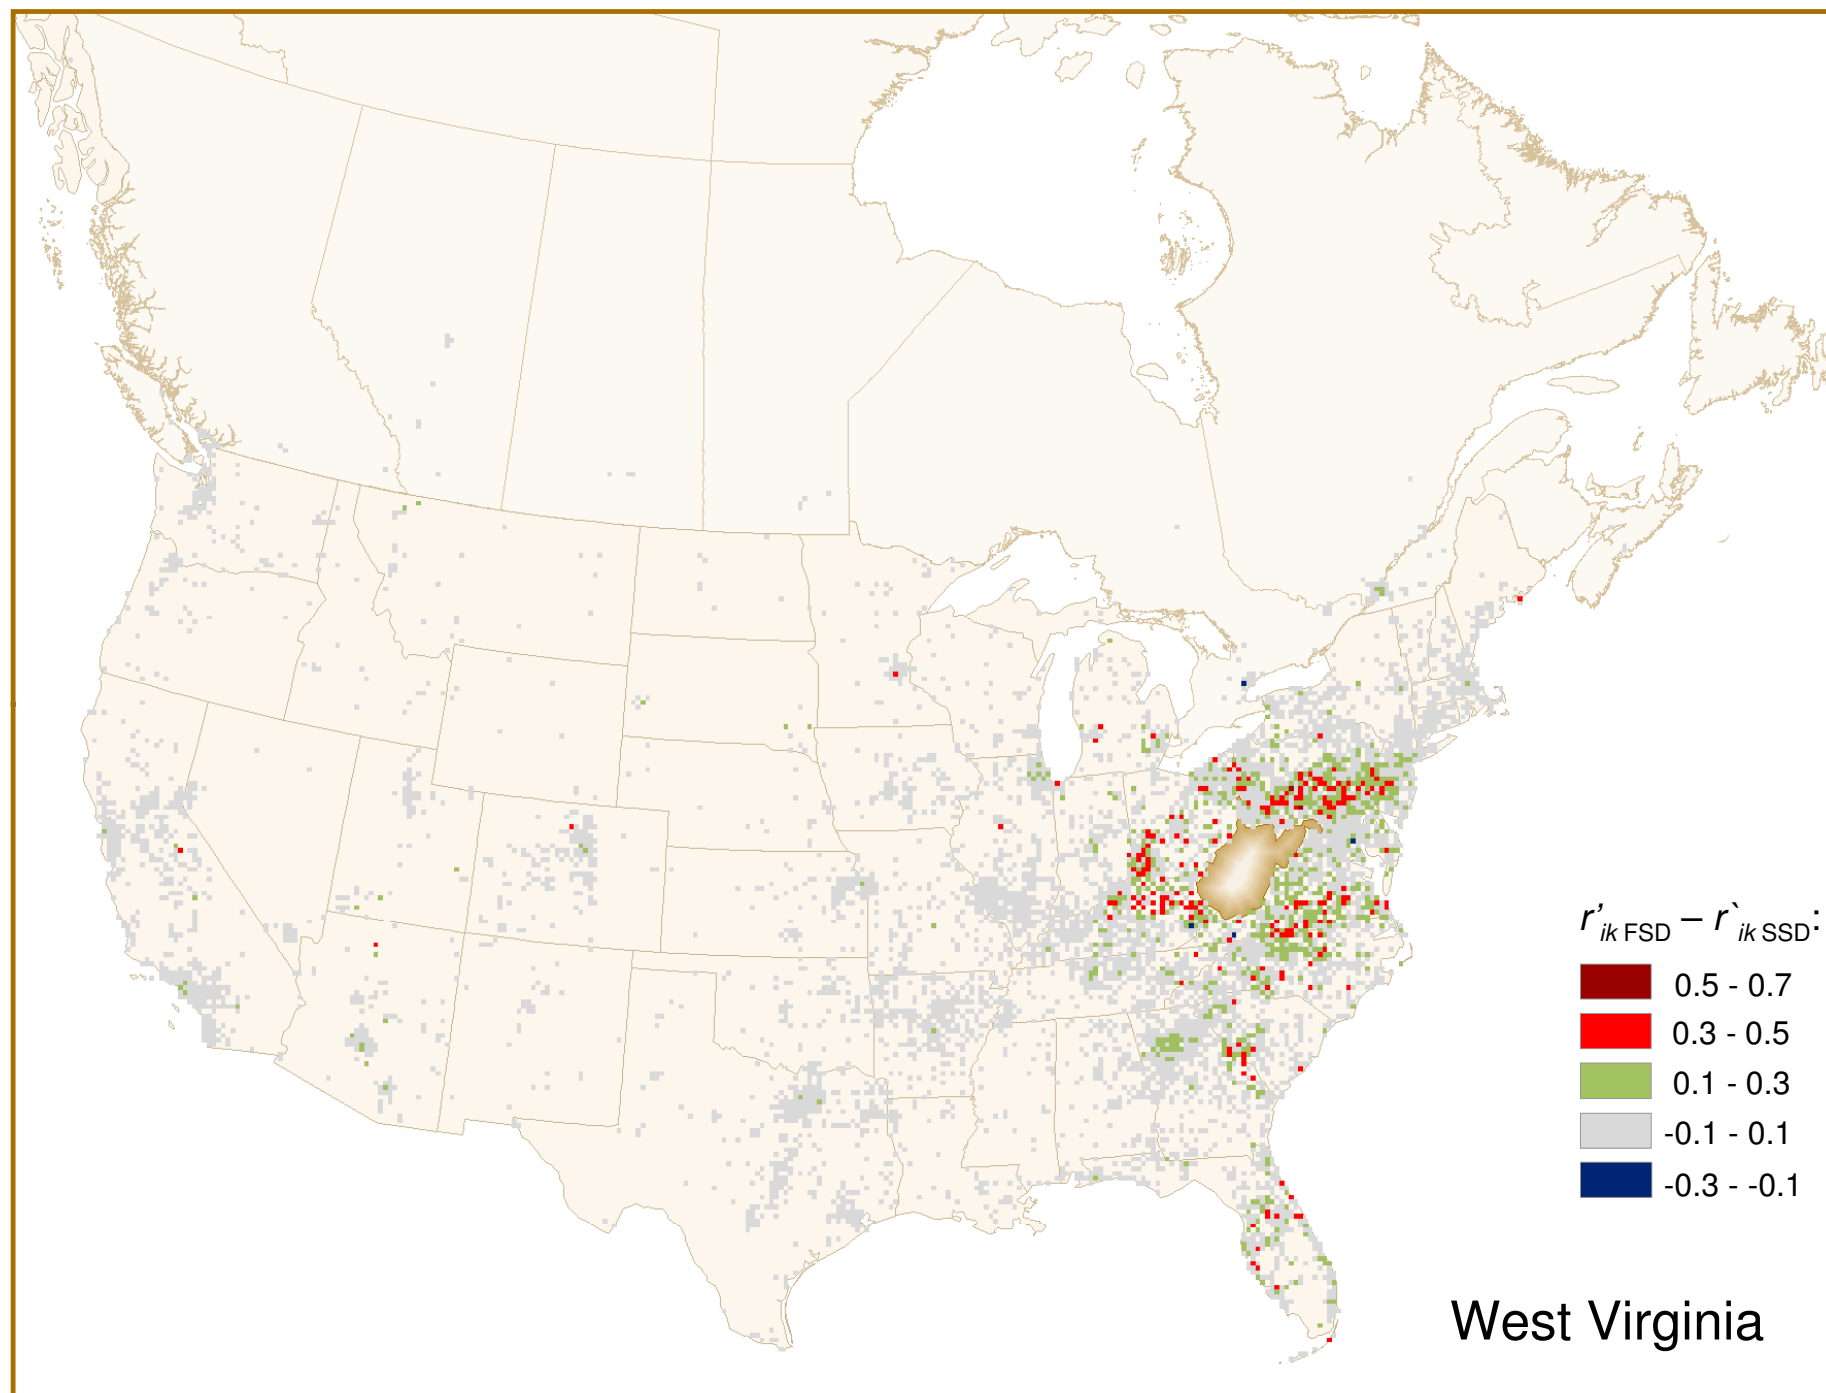 r’ik FSD – r`ik SSD:
0.5 - 0.7
0.3 - 0.5
0.1 - 0.3
-0.1 - 0.1
-0.3 - -0.1
West Virginia